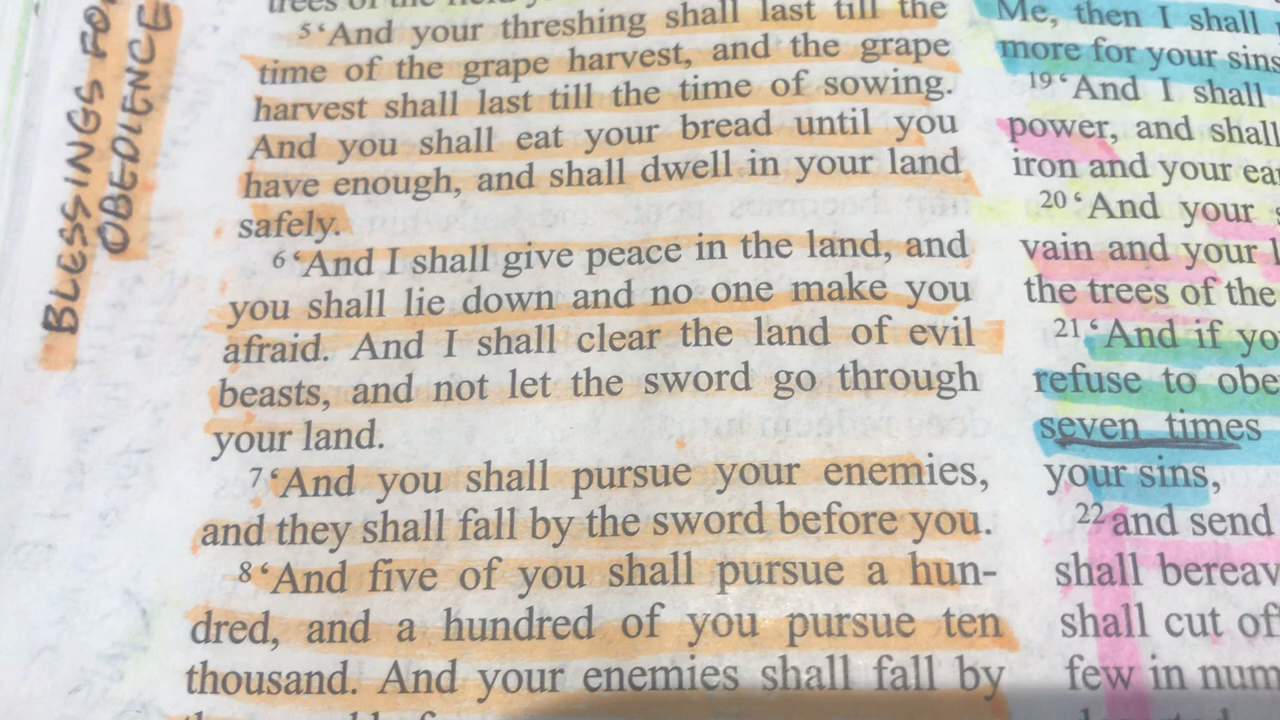 BLESSINGS FO
OBEDIENCE
5 ‘And your threshing shall last till the
time of the grape harvest, and the grape
harvest shall last till the time of sowing.
And you shall eat your bread until you
have enough, and shall dwell in your land
safely.
6 ‘And I shall give peace in the land, and
you shall lie down and no one make you
afraid. And I shall clear the land of evil
beasts, and not let the sword go through
your land.
7 ‘And you shall pursue your enemies,
and they shall fall by the sword before you.
8 ‘And five of you shall pursue a hun-
dred, and a hundred of you pursue ten
thousand. And your enemies shall fall by
Me, then I shall
more for your sins
19 ‘And I shall
power, and shall
iron and your ea
20 ‘And your
vain and your l
the trees of the
21 ‘And if yo
refuse to obe
seven times
your sins,
22 and send
shall bereav
shall cut of
few in num